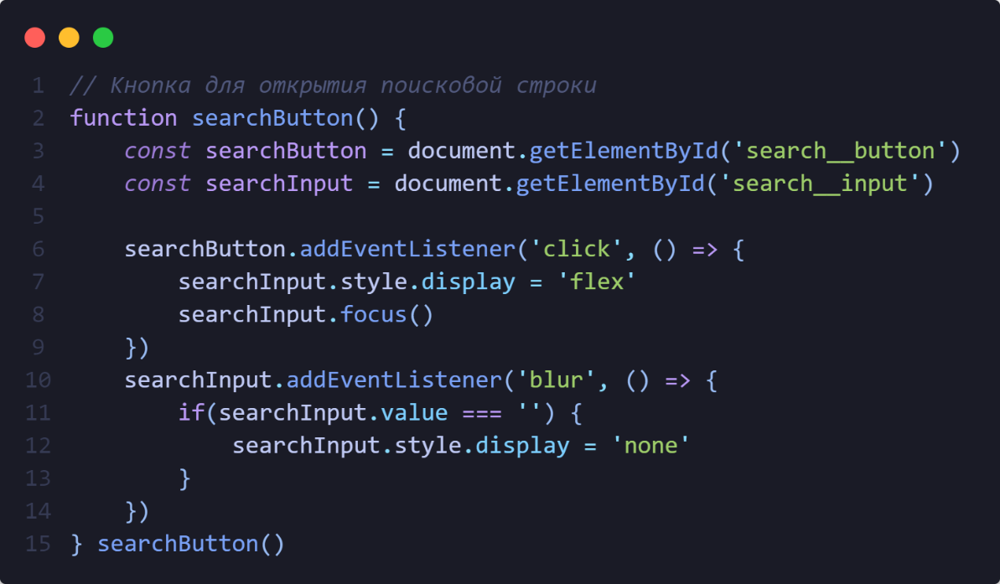 1 // Кнопка для открытия поисковой строки
2 function searchButton() {
3     const searchButton = document.getElementById('search__button')
4     const searchInput = document.getElementById('search__input')
5
6     searchButton.addEventListener('click', () => {
7         searchInput.style.display = 'flex'
8         searchInput.focus()
9     })
10     searchInput.addEventListener('blur', () => {
11         if(searchInput.value === '') {
12             searchInput.style.display = 'none'
13         }
14     })
15 } searchButton()